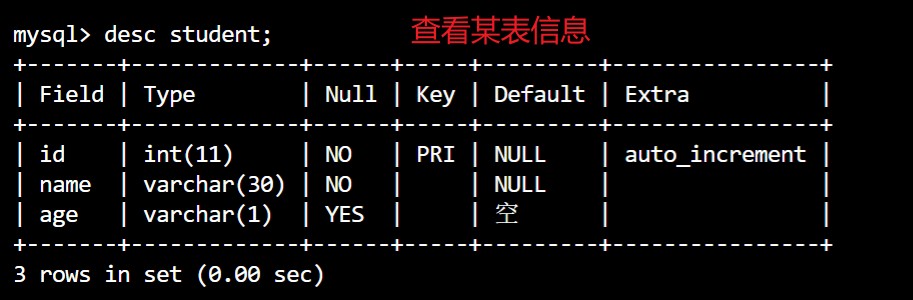 mysql> desc student; 查看某表信息
+-------+-------------+------+-----+---------+----------------+
| Field | Type        | Null | Key | Default | Extra          |
+-------+-------------+------+-----+---------+----------------+
| id    | int(11)     | NO   | PRI | NULL    | auto_increment |
| name  | varchar(30) | NO   |     | NULL    |                |
| age   | varchar(1)  | YES  |     | 空      |                |
+-------+-------------+------+-----+---------+----------------+
3 rows in set (0.00 sec)